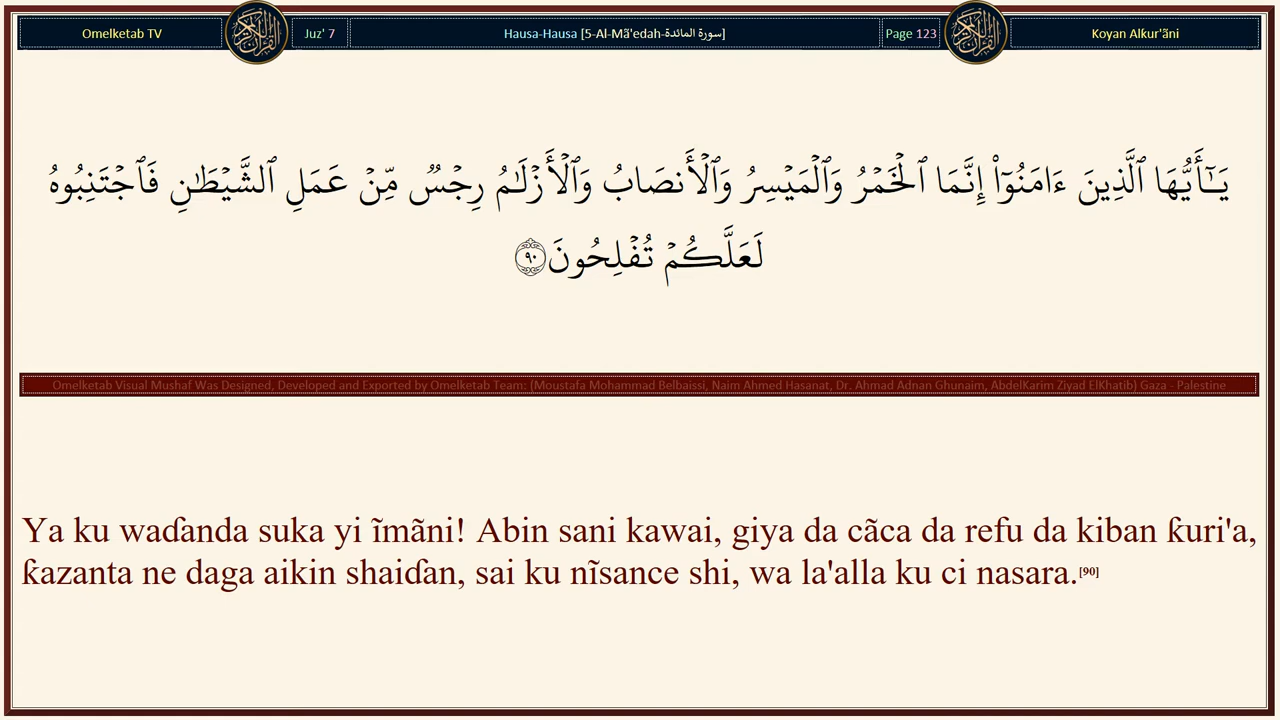 Omelketab TV
Juz' 7
Hausa-Hausa [5-Al-Mã'edah-سورة المائدة]
Page 123
Koyan Alƙur'ãni
يَـٰٓأَيُّهَا ٱلَّذِينَ ءَامَنُوٓا۟ إِنَّمَا ٱلْخَمْرُ وَٱلْمَيْسِرُ وَٱلْأَنصَابُ وَٱلْأَزْلَـٰمُ رِجْسٌ مِّنْ عَمَلِ ٱلشَّيْطَـٰنِ فَٱجْتَنِبُوهُ
لَعَلَّكُمْ تُفْلِحُونَ ٩٠
Omelketab Visual Mushaf Was Designed, Developed and Exported by Omelketab Team: (Moustafa Mohammad Belbaissi, Naim Ahmed Hasanat, Dr. Ahmad Adnan Ghunaim, AbdelKarim Ziyad ElKhatib) Gaza - Palestine
Ya ku waɗanda suka yi ĩmãni! Abin sani kawai, giya da cãca da refu da kiban ƙuri'a,
ƙazanta ne daga aikin shaiɗan, sai ku nĩsance shi, wa la'alla ku ci nasara.[90]